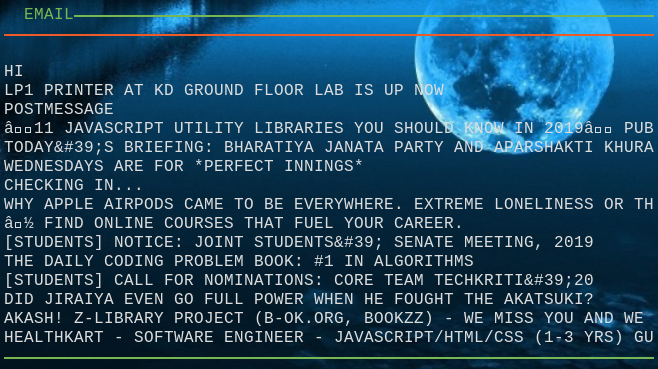 EMAIL
HI
LP1 PRINTER AT KD GROUND FLOOR LAB IS UP NOW
POSTMESSAGE
â▯▯11 JAVASCRIPT UTILITY LIBRARIES YOU SHOULD KNOW IN 2019â▯▯ PUB
TODAY&#39;S BRIEFING: BHARATIYA JANATA PARTY AND APARSHAKTI KHURA
WEDNESDAYS ARE FOR *PERFECT INNINGS*
CHECKING IN...
WHY APPLE AIRPODS CAME TO BE EVERYWHERE. EXTREME LONELINESS OR TH
â▯½ FIND ONLINE COURSES THAT FUEL YOUR CAREER.
[STUDENTS] NOTICE: JOINT STUDENTS&#39; SENATE MEETING, 2019
THE DAILY CODING PROBLEM BOOK: #1 IN ALGORITHMS
[STUDENTS] CALL FOR NOMINATIONS: CORE TEAM TECHKRITI&#39;20
DID JIRAIYA EVEN GO FULL POWER WHEN HE FOUGHT THE AKATSUKI?
AKASH! Z-LIBRARY PROJECT (B-OK.ORG, BOOKZZ) - WE MISS YOU AND WE
HEALTHKART - SOFTWARE ENGINEER - JAVASCRIPT/HTML/CSS (1-3 YRS) GU